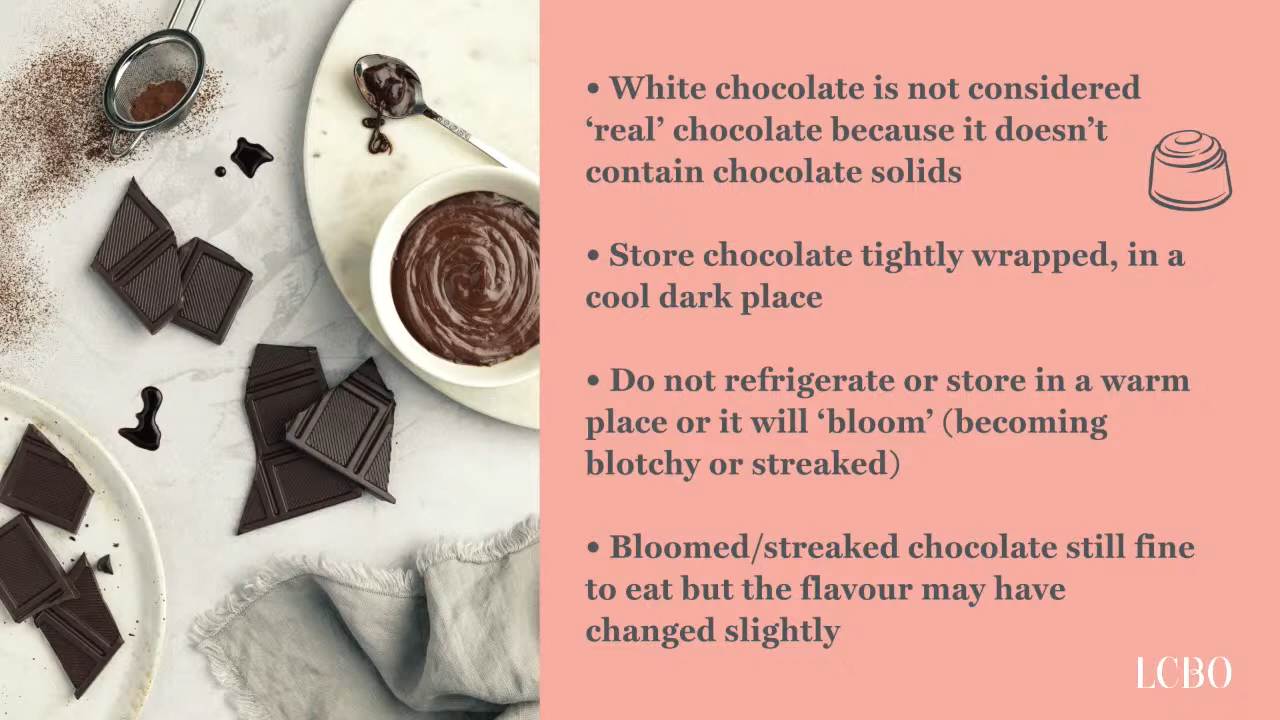 • White chocolate is not considered
‘real’ chocolate because it doesn’t
contain chocolate solids
• Store chocolate tightly wrapped, in a
cool dark place
• Do not refrigerate or store in a warm
place or it will ‘bloom’ (becoming
blotchy or streaked)
• Bloomed/streaked chocolate still fine
to eat but the flavour may have
changed slightly
LCBO